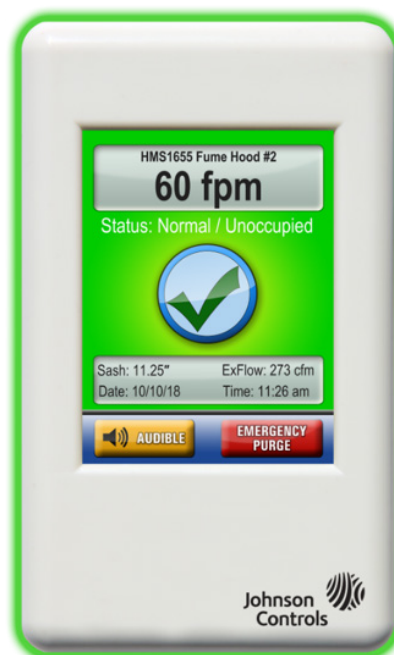 HMS1655 Fume Hood #2
60 fpm
Status: Normal / Unoccupied
Sash: 11.25" ExFlow: 273 cfm
Date: 10/10/18 Time: 11:26 am
AUDIBLE EMERGENCY PURGE
Johnson
Controls